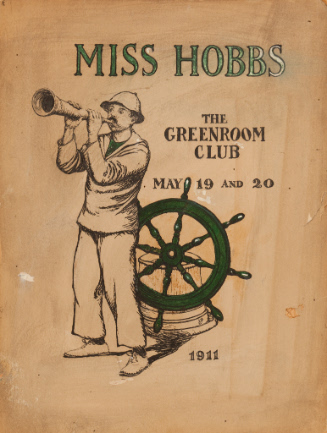 MISS HOBBS
THE
GREENROOM
CLUB
MAY 19 AND 20
1911